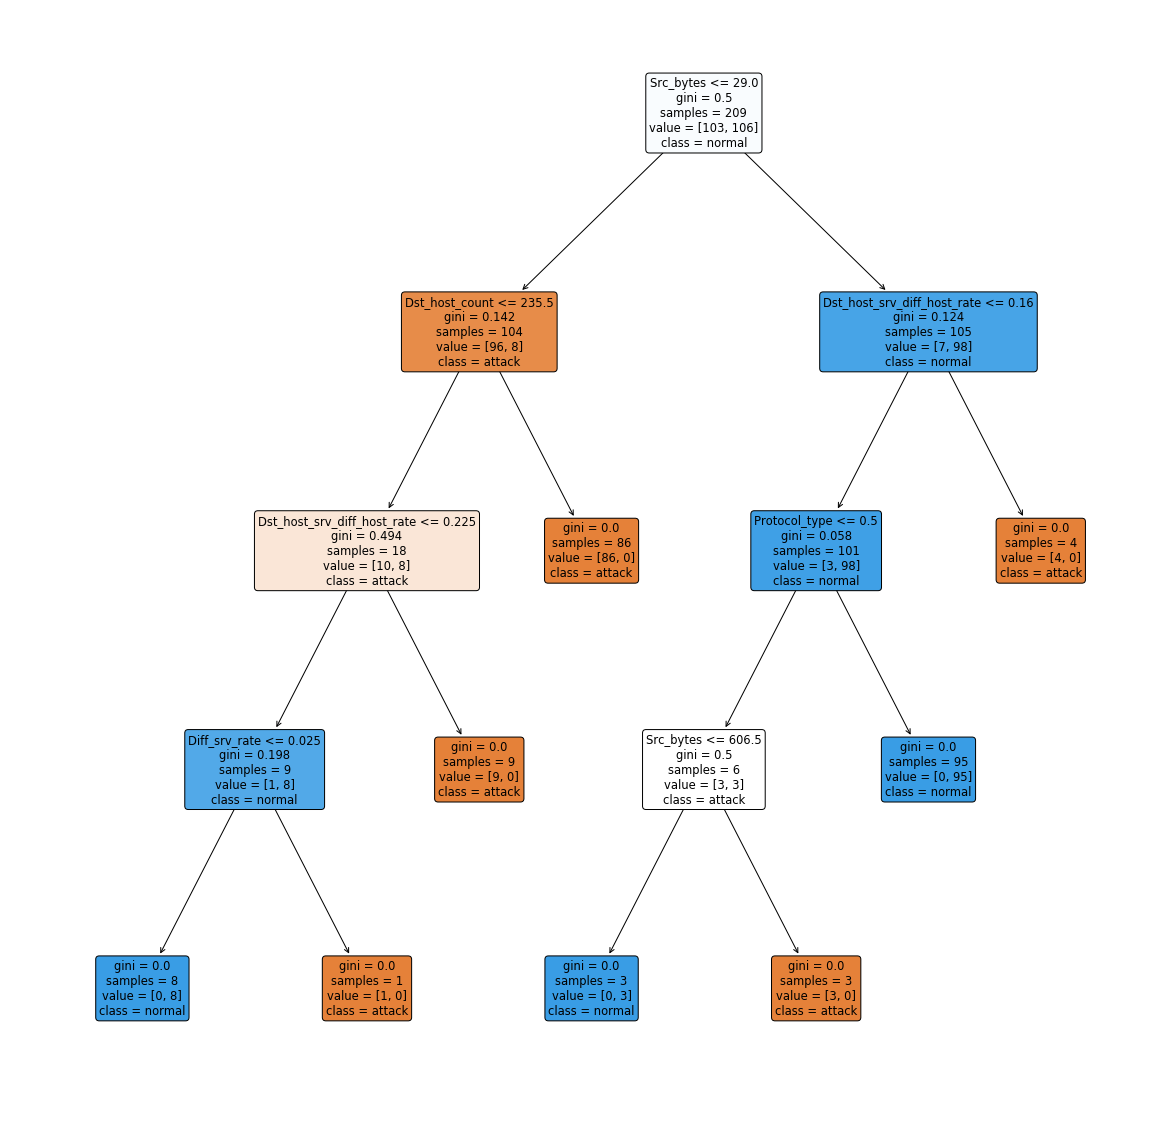 Src_bytes <= 29.0
gini = 0.5
samples = 209
value = [103, 106]
class = normal
Dst_host_count <= 235.5
gini = 0.142
samples = 104
value = [96, 8]
class = attack
Dst_host_srv_diff_host_rate <= 0.16
gini = 0.124
samples = 105
value = [7, 98]
class = normal
Dst_host_srv_diff_host_rate <= 0.225
gini = 0.494
samples = 18
value = [10, 8]
class = attack
gini = 0.0
samples = 86
value = [86, 0]
class = attack
Protocol_type <= 0.5
gini = 0.058
samples = 101
value = [3, 98]
class = normal
gini = 0.0
samples = 4
value = [4, 0]
class = attack
Diff_srv_rate <= 0.025
gini = 0.198
samples = 9
value = [1, 8]
class = normal
gini = 0.0
samples = 9
value = [9, 0]
class = attack
Src_bytes <= 606.5
gini = 0.5
samples = 6
value = [3, 3]
class = attack
gini = 0.0
samples = 95
value = [0, 95]
class = normal
gini = 0.0
samples = 8
value = [0, 8]
class = normal
gini = 0.0
samples = 1
value = [1, 0]
class = attack
gini = 0.0
samples = 3
value = [0, 3]
class = normal
gini = 0.0
samples = 3
value = [3, 0]
class = attack